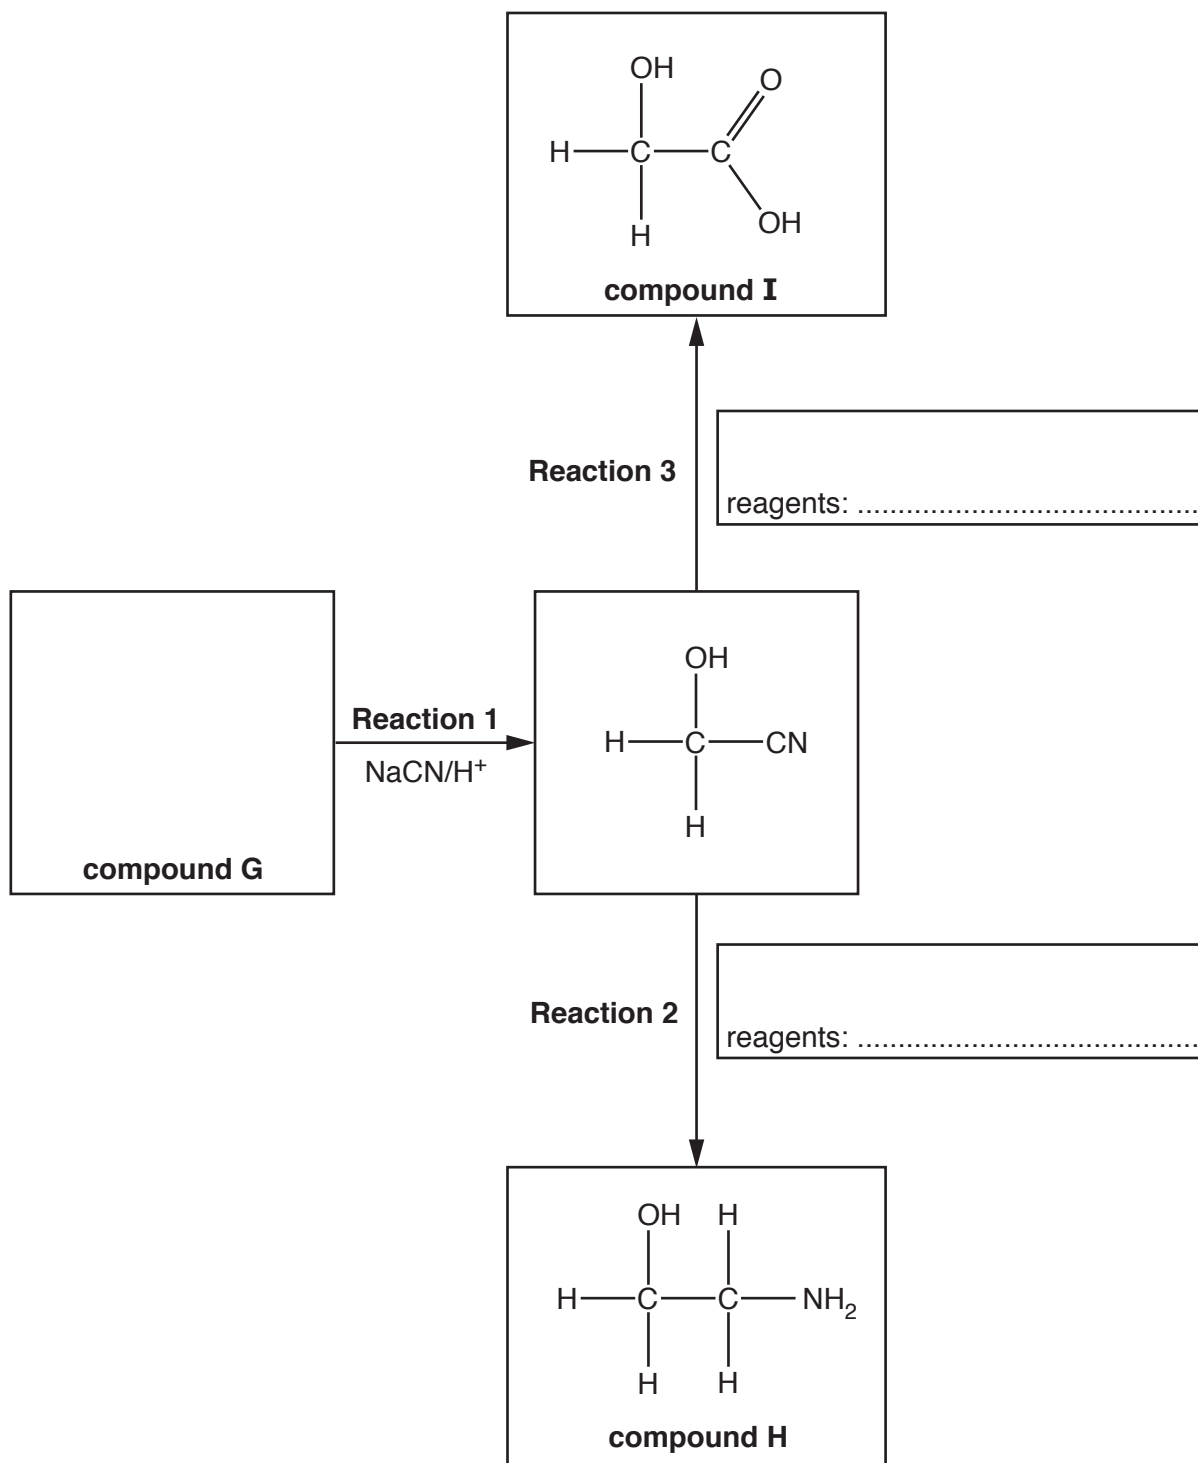 OH
O
H C C
OH
H
compound I
Reaction 3
reagents: ..........................................
OH
Reaction 1
H C CN
NaCN/H⁺
H
compound G
Reaction 2
reagents: ..........................................
OH H
H C C NH₂
H H
compound H